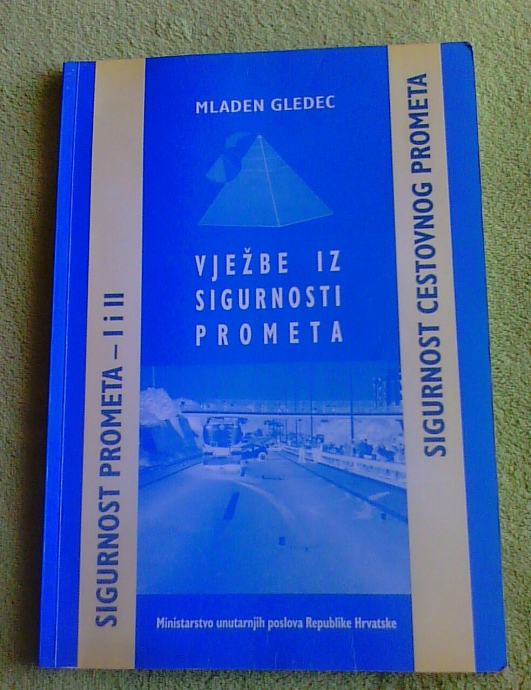 MLADEN GLEDEC
VJEŽBE IZ
SIGURNOSTI
PROMETA
SIGURNOST PROMETA – I i II
SIGURNOST CESTOVNOG PROMETA
Ministarstvo unutarnjih poslova Republike Hrvatske